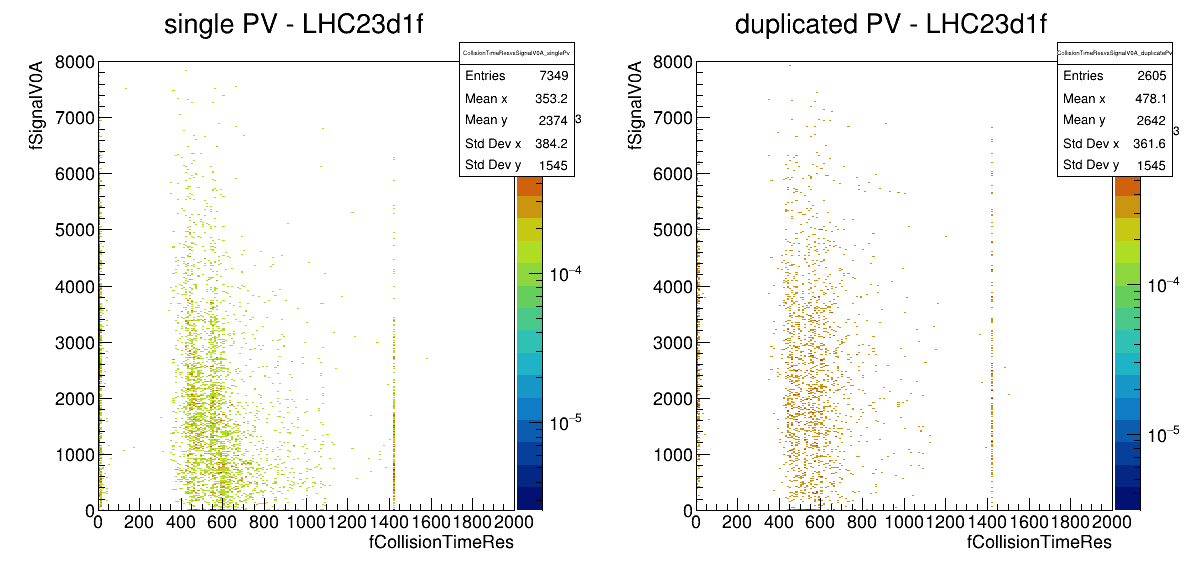 single PV - LHC23d1f
fSignalV0A
CollisionTimeResvsSignalV0A_singlePv
Entries 7349
Mean x 353.2
Mean y 2374
Std Dev x 384.2
Std Dev y 1545
3
8000
7000
6000
5000
4000
3000
2000
1000
0
10−4
10−5
0 200 400 600 800 1000 1200 1400 1600 1800 2000
fCollisionTimeRes
duplicated PV - LHC23d1f
fSignalV0A
CollisionTimeResvsSignalV0A_duplicatePv
Entries 2605
Mean x 478.1
Mean y 2642
Std Dev x 361.6
Std Dev y 1545
3
8000
7000
6000
5000
4000
3000
2000
1000
0
10−4
10−5
0 200 400 600 800 1000 1200 1400 1600 1800 2000
fCollisionTimeRes